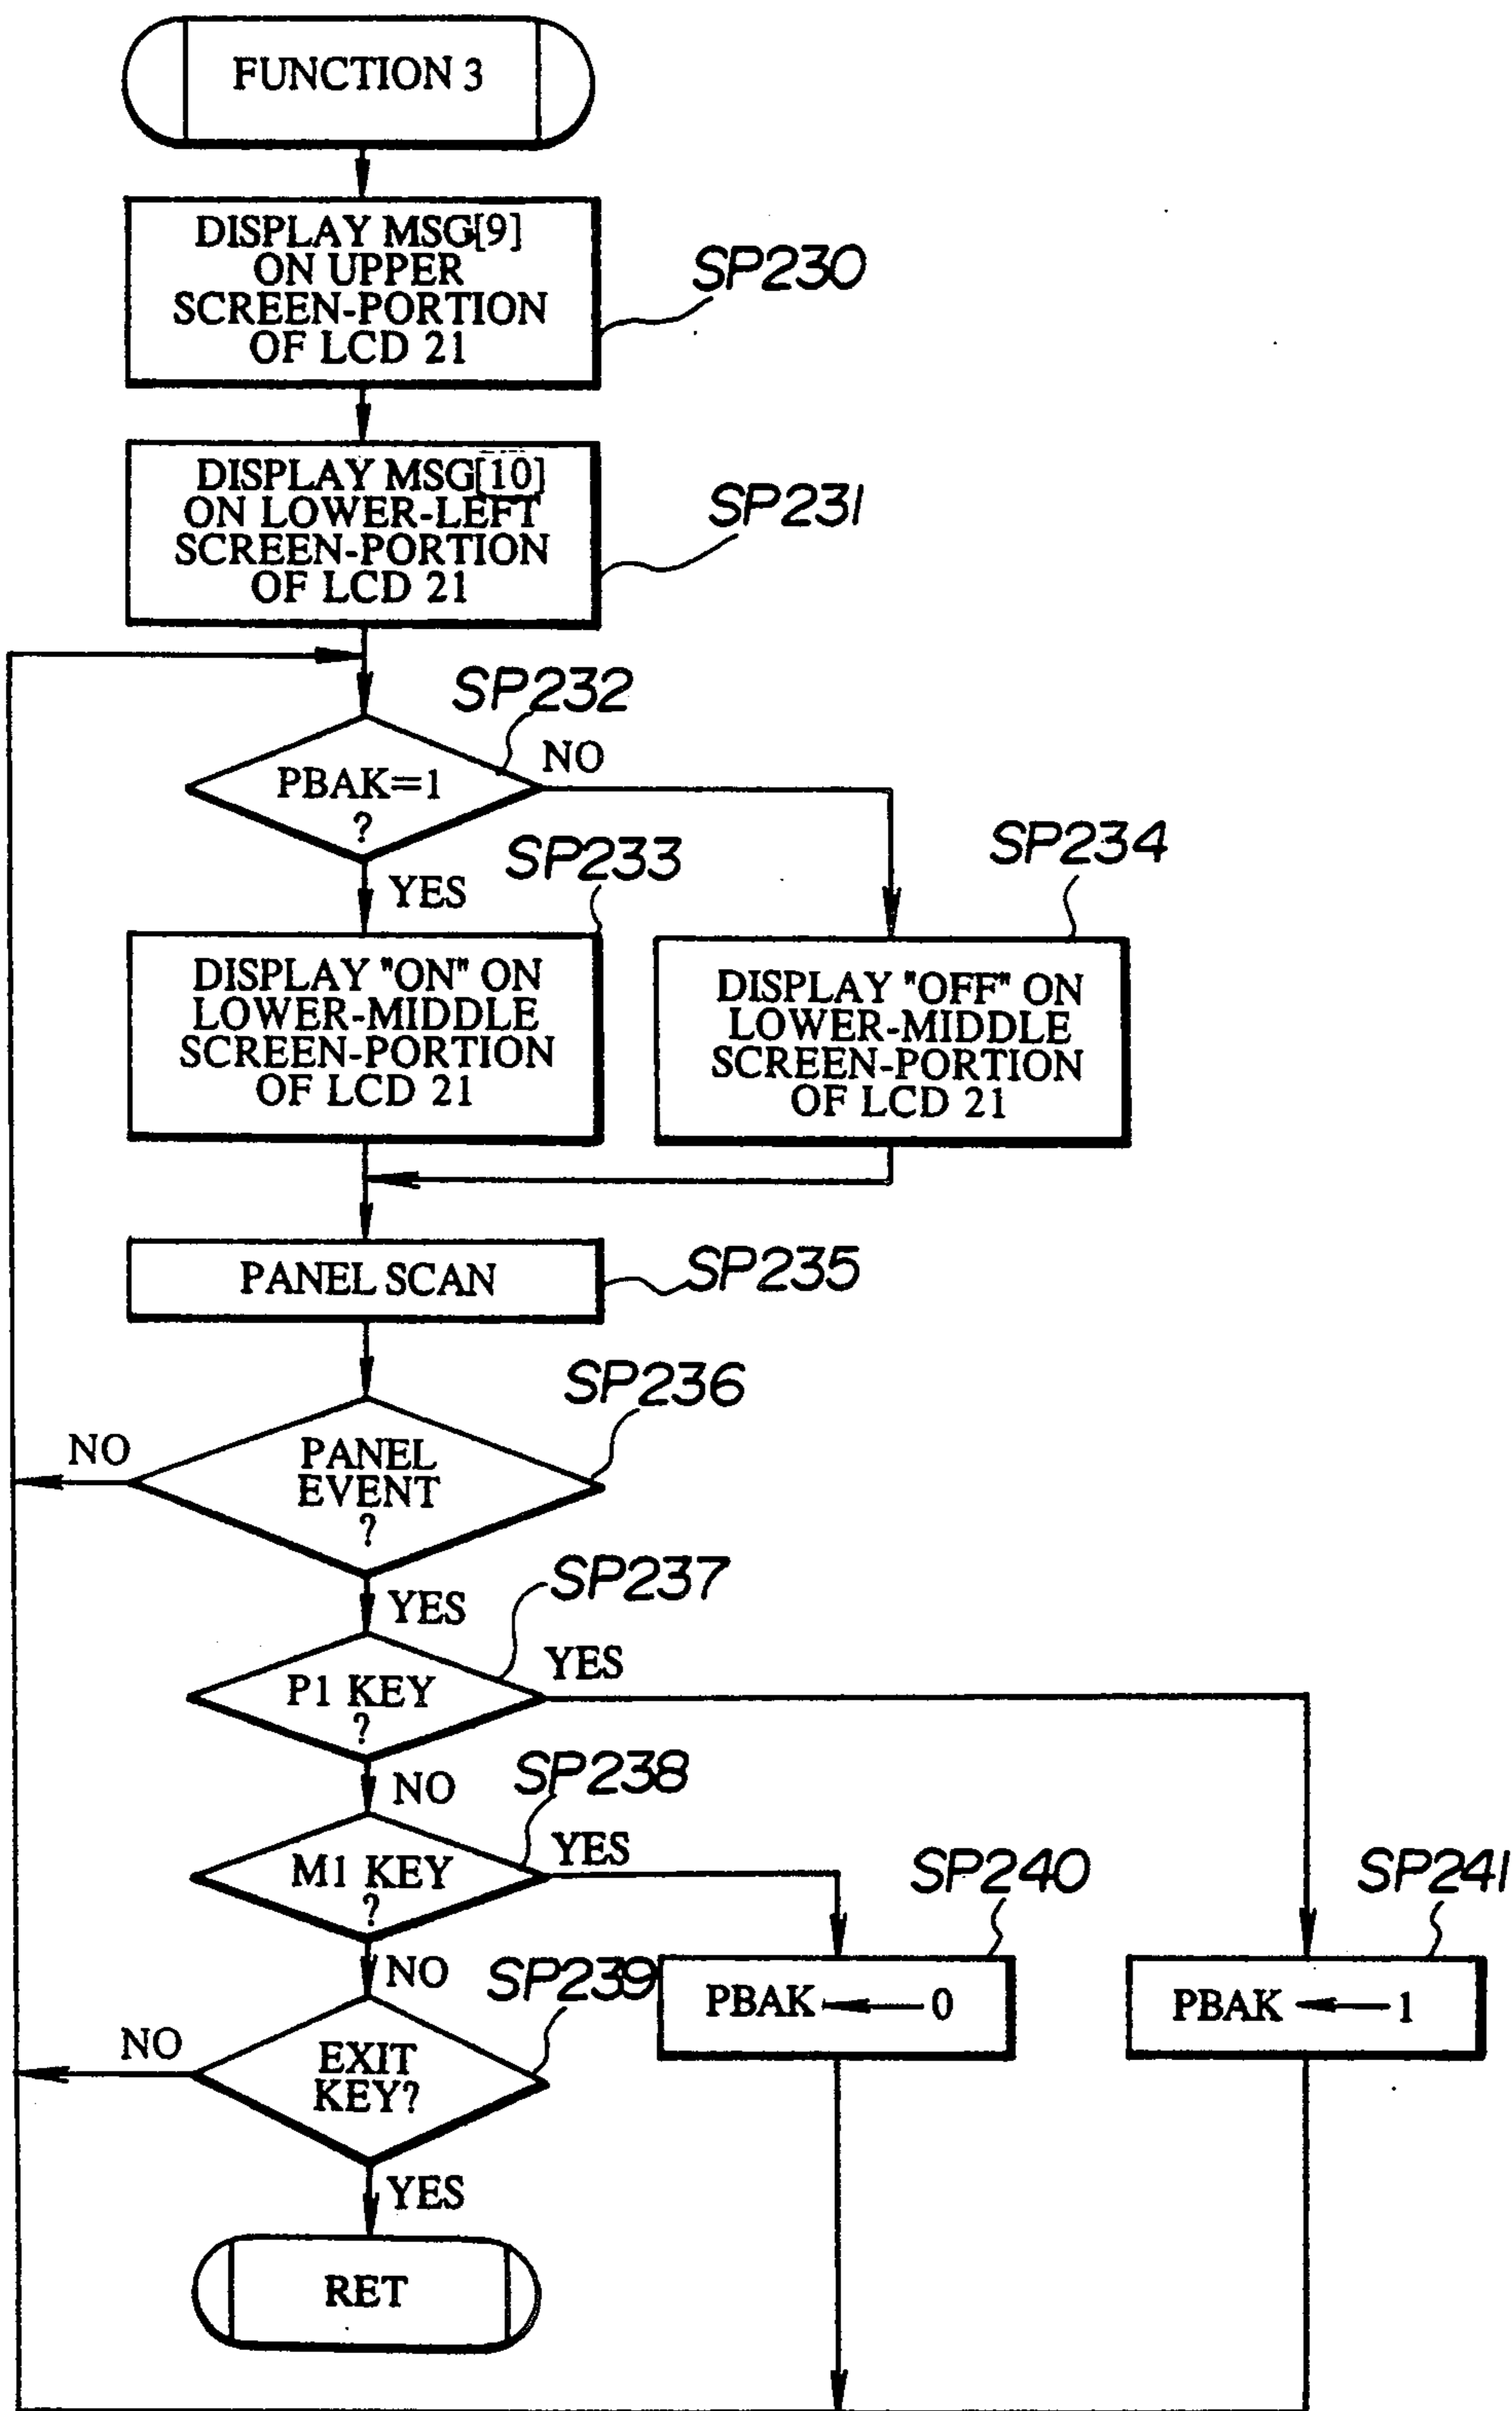 FUNCTION 3
DISPLAY MSG[9]
ON UPPER
SCREEN-PORTION
OF LCD 21
SP230
DISPLAY MSG[10]
ON LOWER-LEFT
SCREEN-PORTION
OF LCD 21
SP231
SP232
PBAK=1
?
NO
YES
SP233
SP234
DISPLAY "ON" ON
LOWER-MIDDLE
SCREEN-PORTION
OF LCD 21
DISPLAY "OFF" ON
LOWER-MIDDLE
SCREEN-PORTION
OF LCD 21
PANEL SCAN
SP235
SP236
NO
PANEL
EVENT
?
YES
SP237
P1 KEY
?
YES
NO
SP238
M1 KEY
?
YES
NO
SP240
SP241
SP239
PBAK ← 0
PBAK ← 1
NO
EXIT
KEY?
YES
RET